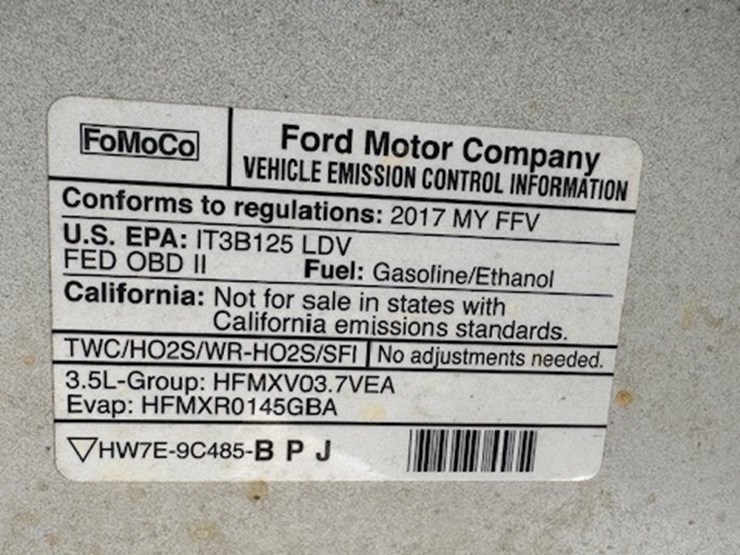 FoMoCo
Ford Motor Company
VEHICLE EMISSION CONTROL INFORMATION
Conforms to regulations: 2017 MY FFV
U.S. EPA: IT3B125 LDV
FED OBD II Fuel: Gasoline/Ethanol
California: Not for sale in states with
California emissions standards.
TWC/HO2S/WR-HO2S/SFI No adjustments needed.
3.5L-Group: HFMXV03.7VEA
Evap: HFMXR0145GBA
HW7E-9C485-B P J